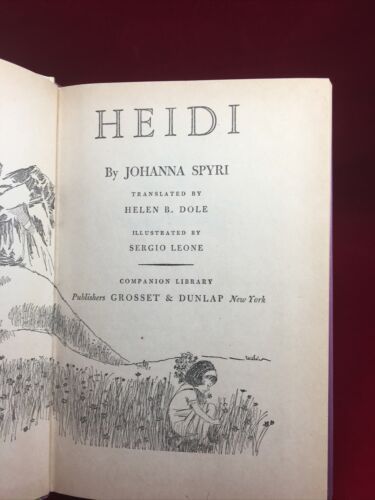 HEIDI
By JOHANNA SPYRI
TRANSLATED BY
HELEN B. DOLE
ILLUSTRATED BY
SERGIO LEONE
COMPANION LIBRARY
Publishers GROSSET & DUNLAP New York